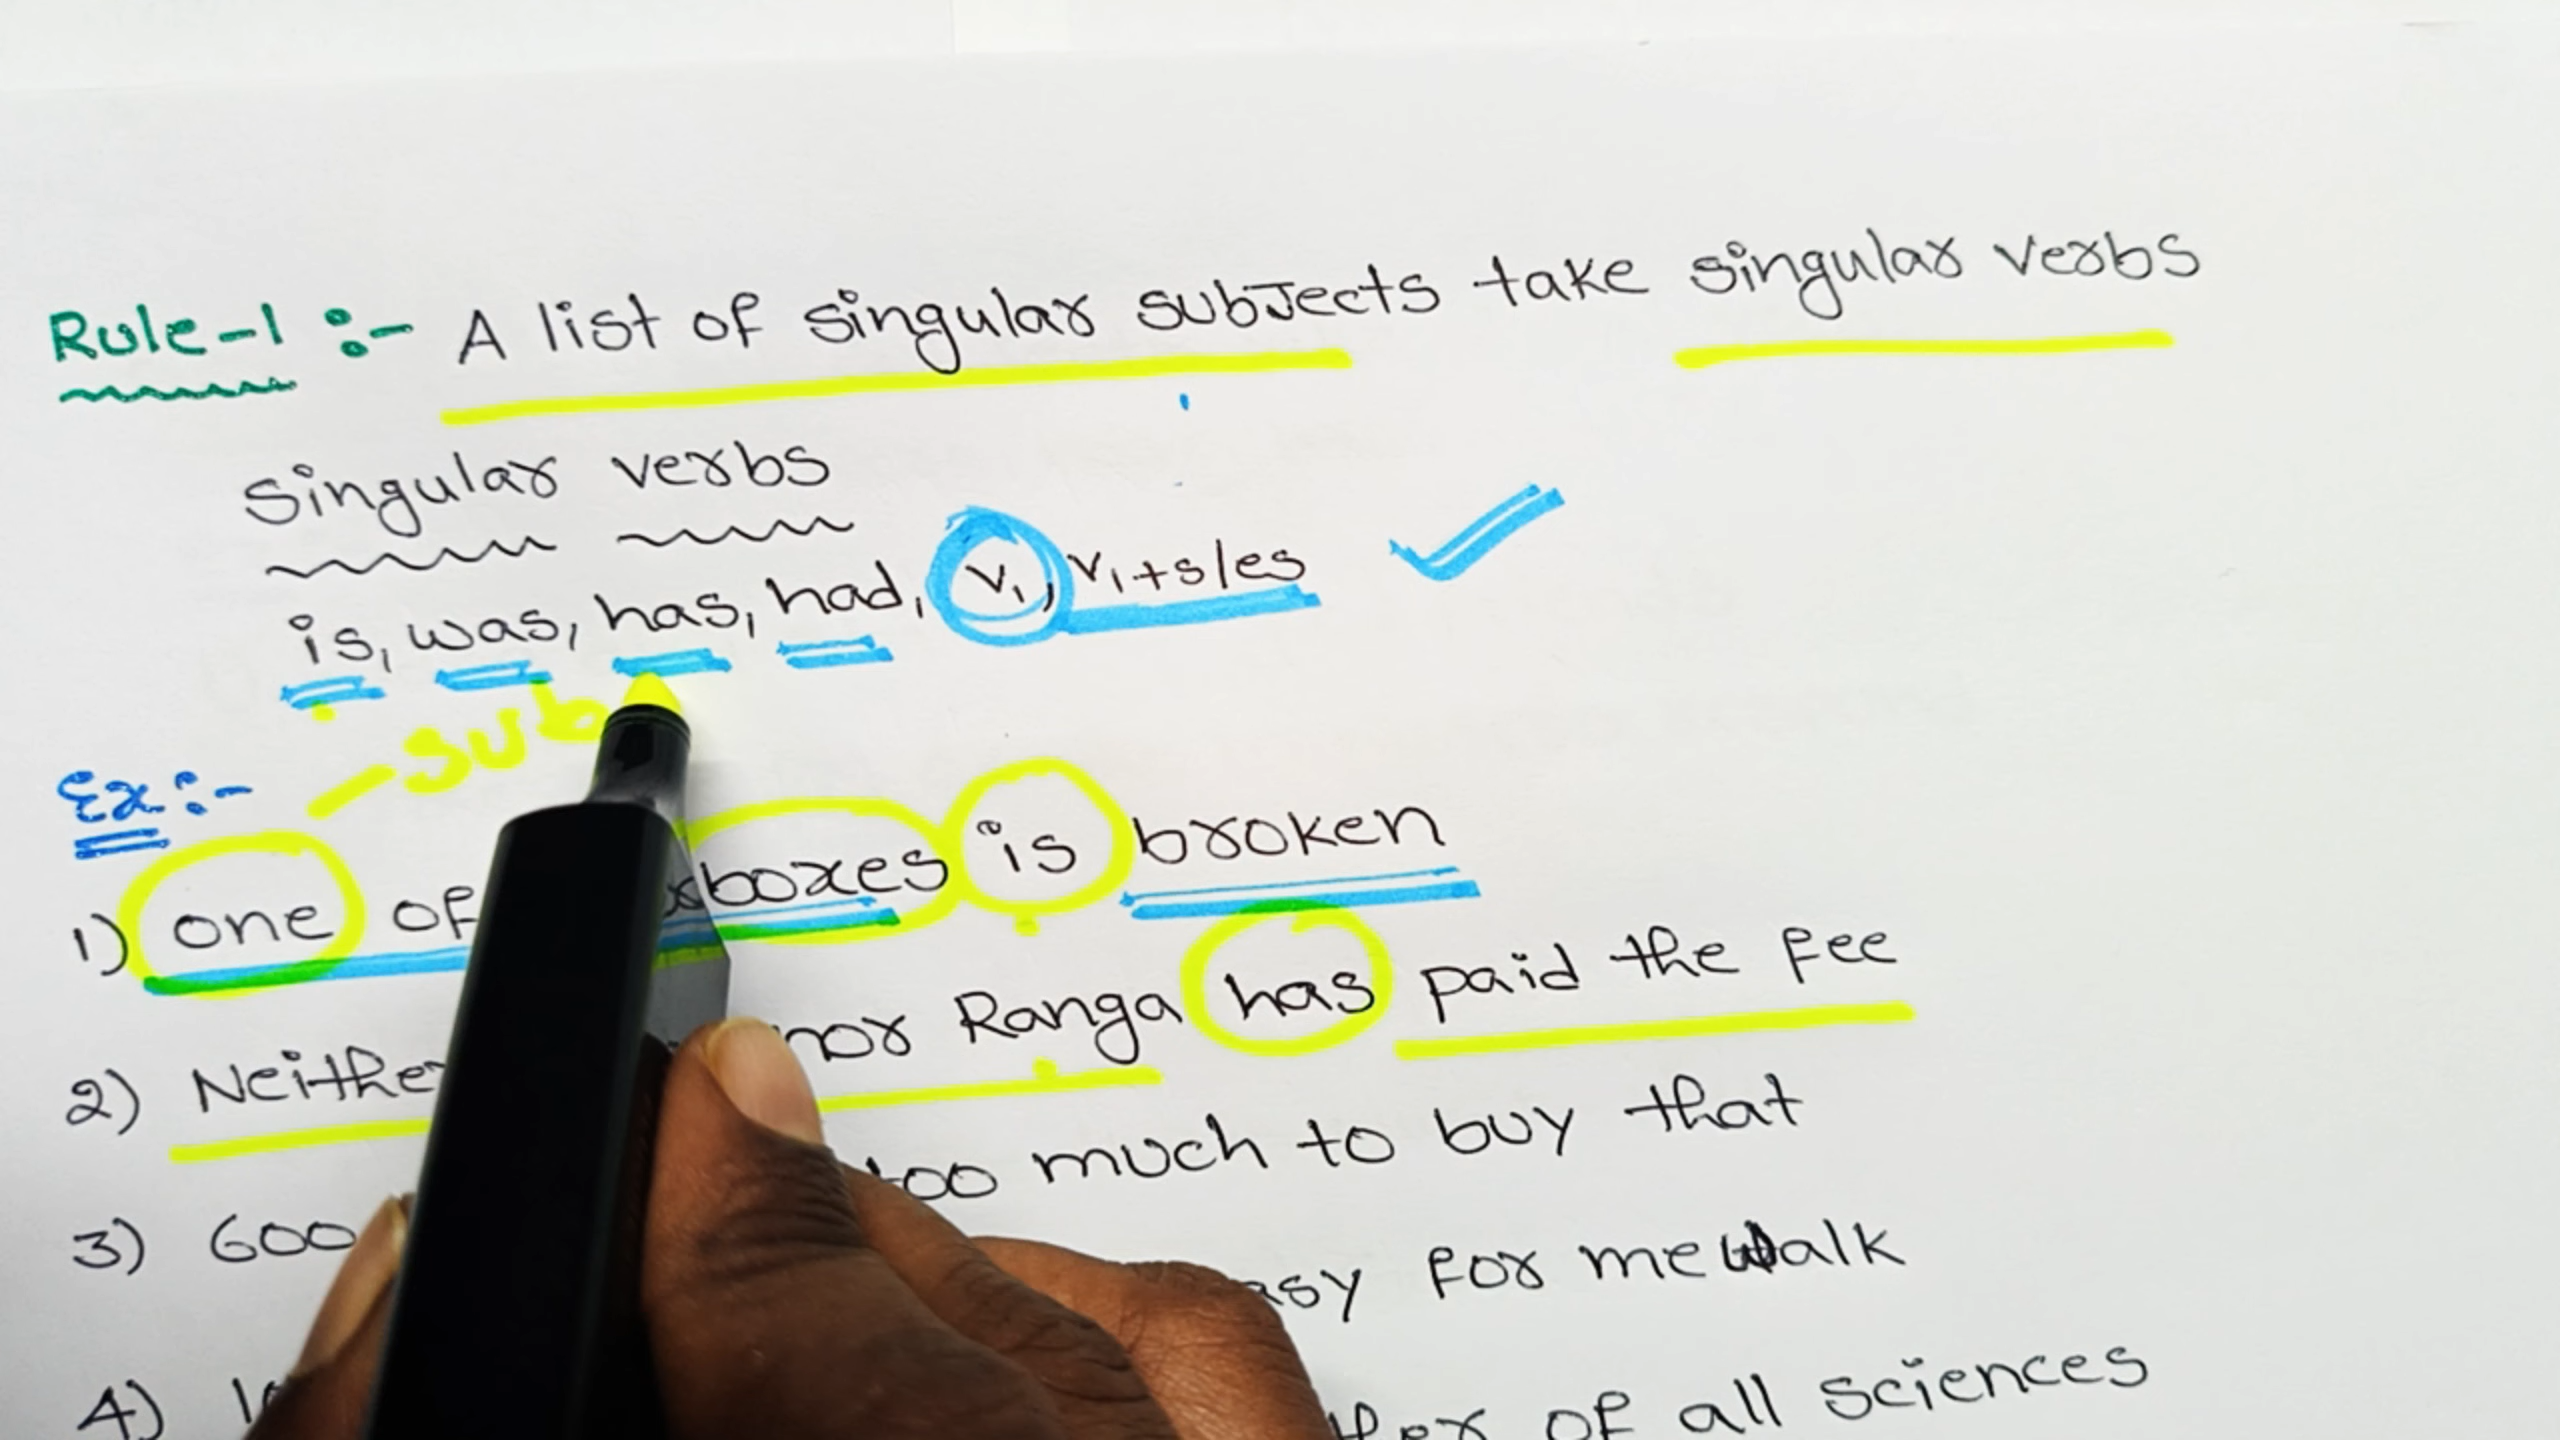 Rule-1 :- A list of singular subjects take singular verbs
Singular verbs
is, was, has, had, V1, V1+s/es
sub
Ex:-
1) one of boxes is broken
2) Neither nor Ranga has paid the fee
3) 600 too much to buy that
4) for me walk
of all sciences